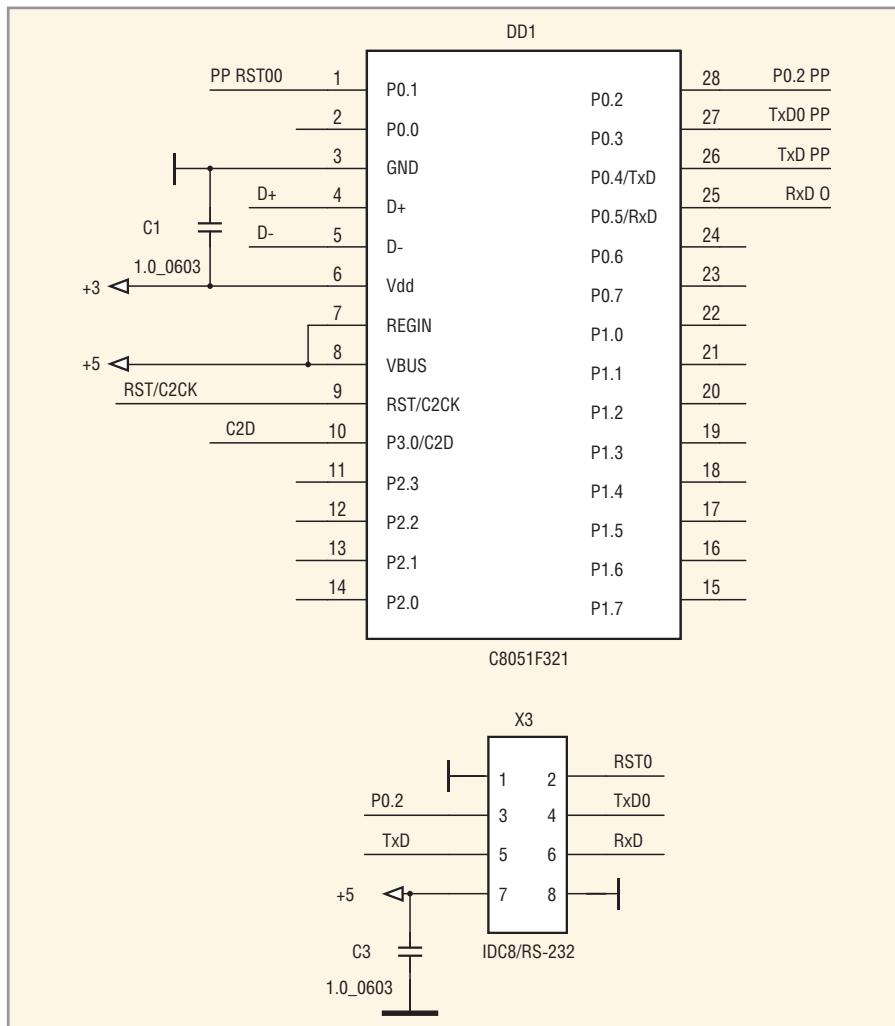 DD1
PP RST00 1 P0.1 P0.2 28 P0.2 PP
2 P0.0 P0.3 27 TxD0 PP
3 GND P0.4/TxD 26 TxD PP
D+ 4 D+ P0.5/RxD 25 RxD O
C1 D- 5 D- P0.6 24
1.0_0603
+3 6 Vdd P0.7 23
7 REGIN P1.0 22
+5 8 VBUS P1.1 21
RST/C2CK 9 RST/C2CK P1.2 20
C2D 10 P3.0/C2D P1.3 19
11 P2.3 P1.4 18
12 P2.2 P1.5 17
13 P2.1 P1.6 16
14 P2.0 P1.7 15
C8051F321
X3
1 2 RST0
P0.2 3 4 TxD0
TxD 5 6 RxD
+5 7 8
C3 IDC8/RS-232
1.0_0603